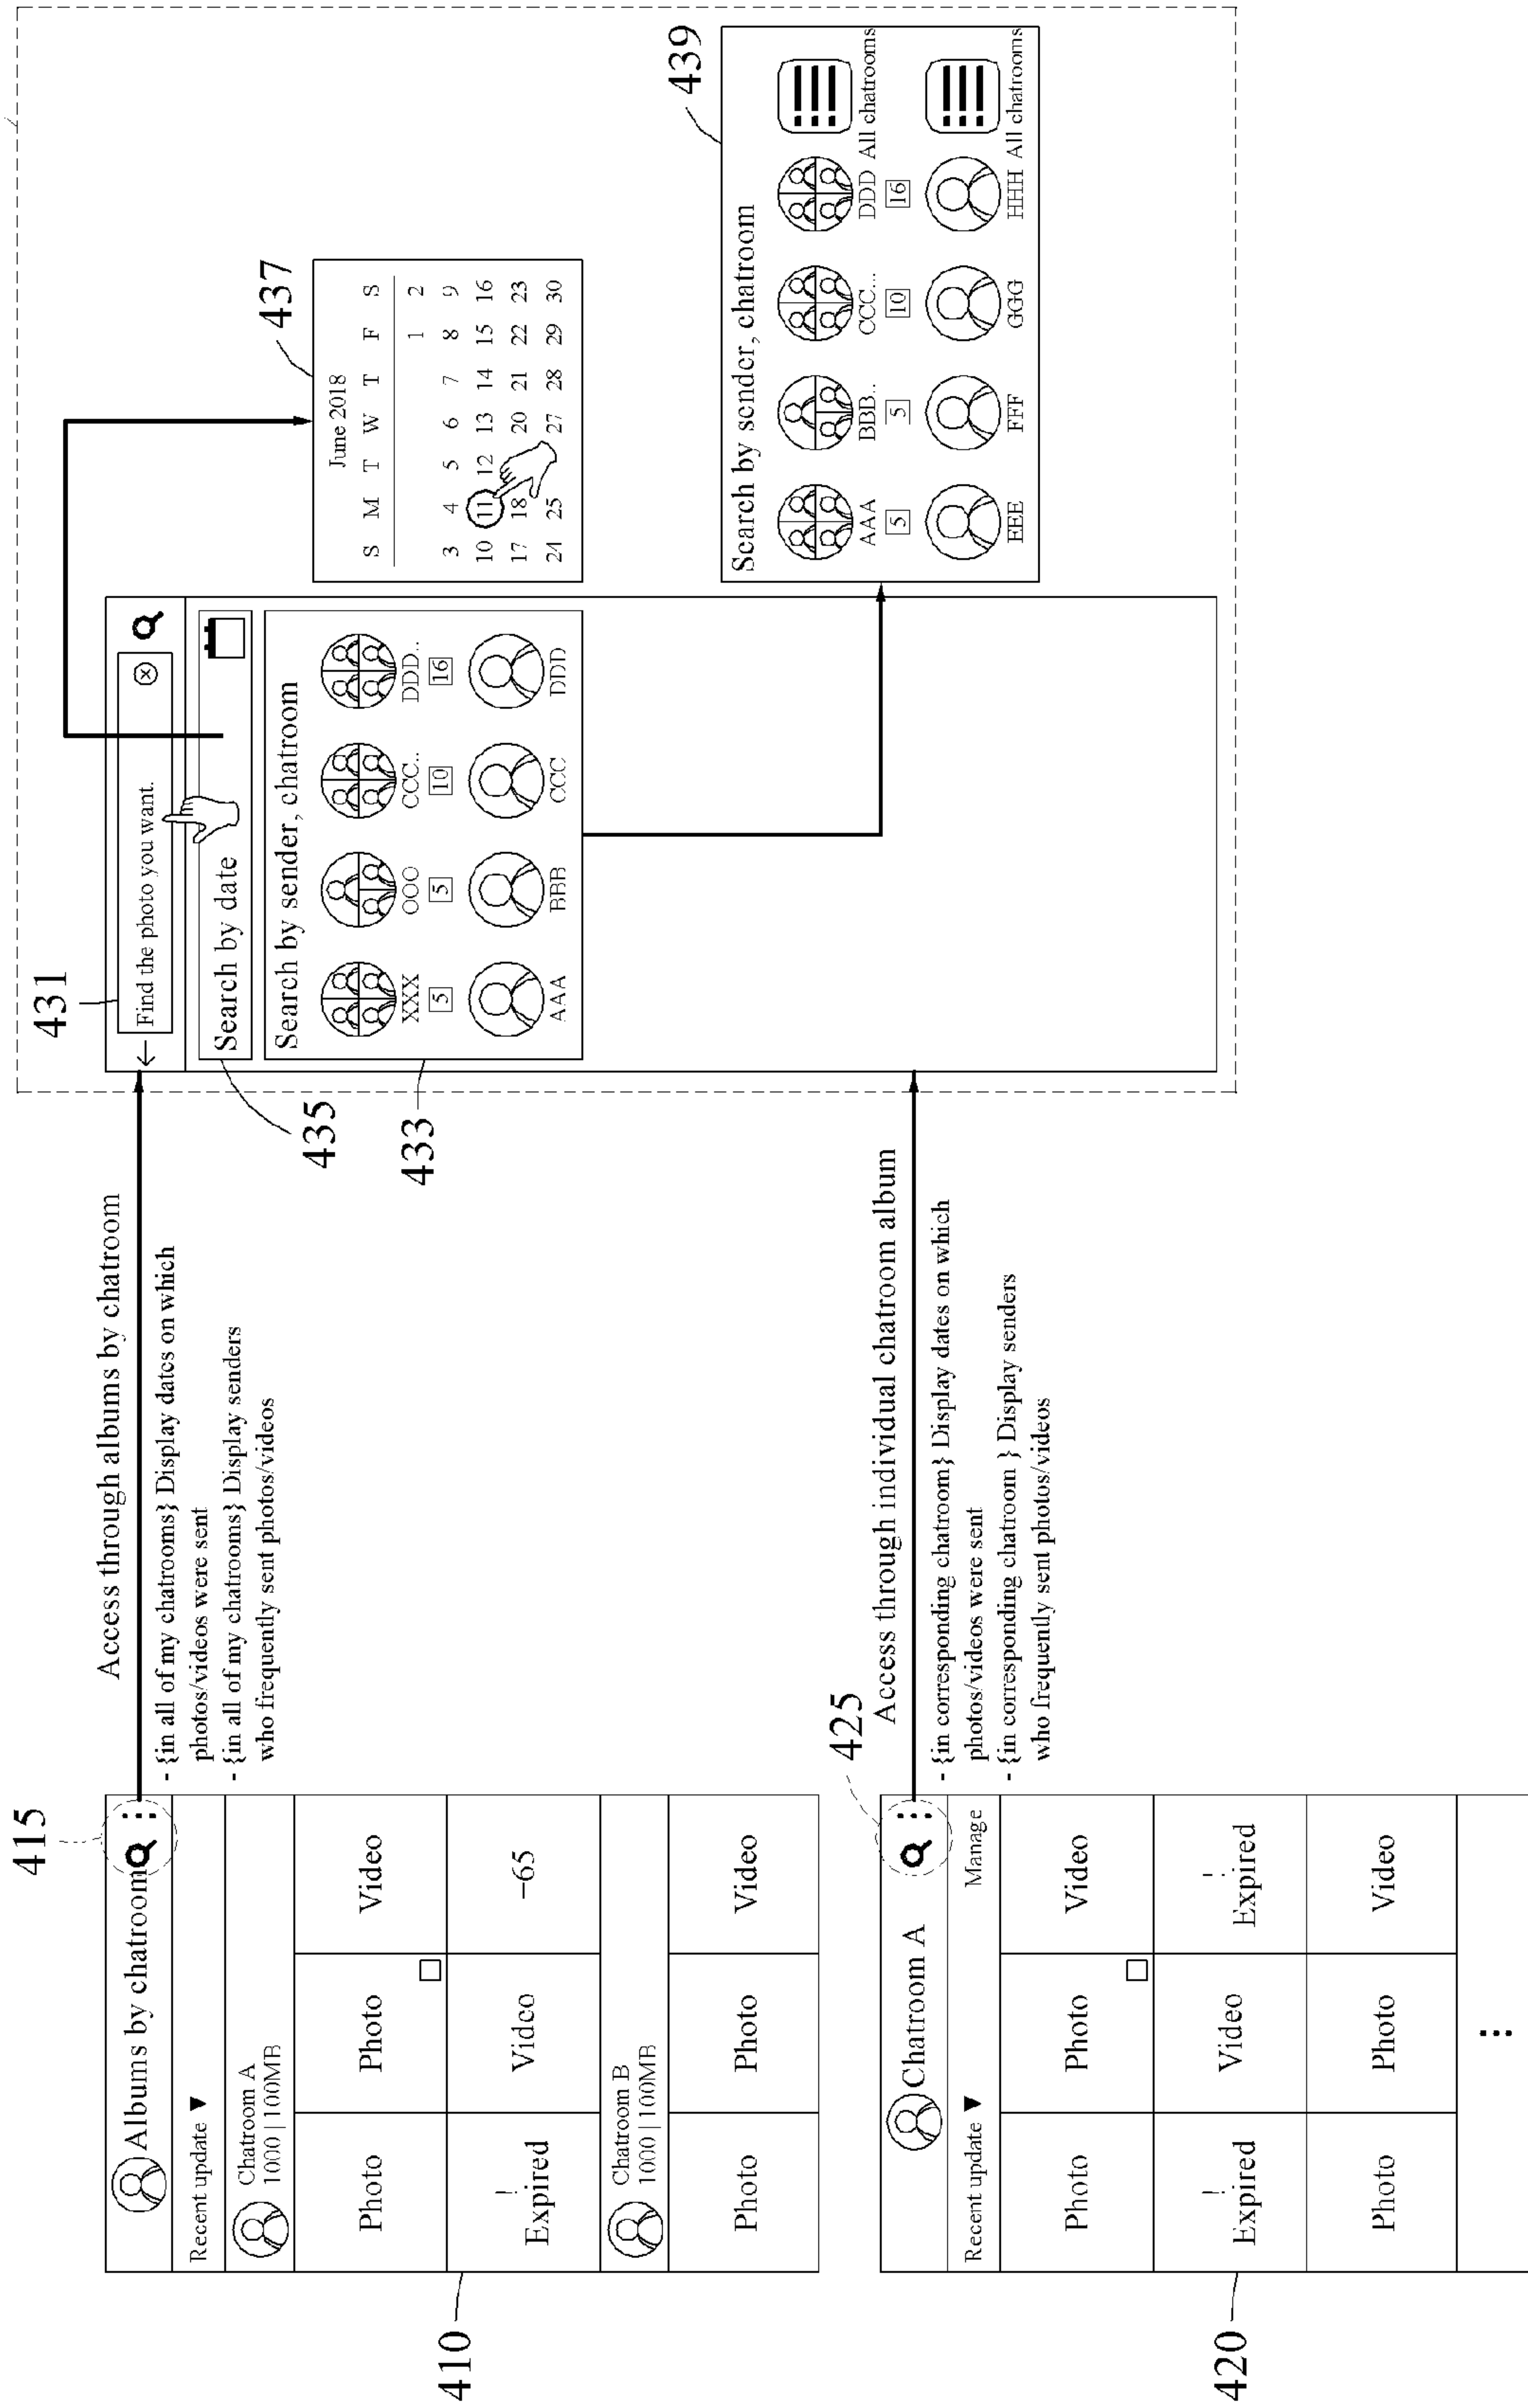 415
Albums by chatroom
Recent update ▼
Chatroom A
1000 | 100MB
Photo Photo Video
! Expired Video −65
Chatroom B
1000 | 100MB
Photo Photo Video
410
Access through albums by chatroom
- {in all of my chatrooms} Display dates on which
photos/videos were sent
- {in all of my chatrooms} Display senders
who frequently sent photos/videos
425
Chatroom A
Recent update ▼ Manage
Photo Photo Video
! Expired Video ! Expired
Photo Photo Video
⋮
420
Access through individual chatroom album
- {in corresponding chatroom} Display dates on which
photos/videos were sent
- {in corresponding chatroom } Display senders
who frequently sent photos/videos
431
← Find the photo you want.
435
Search by date
433
Search by sender, chatroom
XXX OOO CCC.. DDD..
5 5 10 16
AAA BBB CCC DDD
437
June 2018
S M T W T F S
1 2
3 4 5 6 7 8 9
10 11 12 13 14 15 16
17 18 20 21 22 23
24 25 27 28 29 30
439
Search by sender, chatroom
AAA BBB.. CCC... DDD All chatrooms
5 5 10 16
EEE FFF GGG HHH All chatrooms